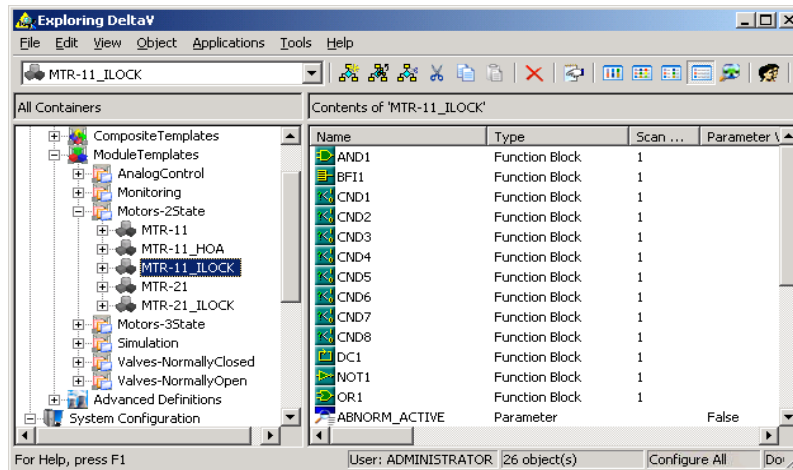 Exploring DeltaV
File Edit View Object Applications Tools Help
MTR-11_ILOCK
All Containers
Contents of 'MTR-11_ILOCK'
CompositeTemplates
ModuleTemplates
AnalogControl
Monitoring
Motors-2State
MTR-11
MTR-11_HOA
MTR-11_ILOCK
MTR-21
MTR-21_ILOCK
Motors-3State
Simulation
Valves-NormallyClosed
Valves-NormallyOpen
Advanced Definitions
System Configuration
Name Type Scan ... Parameter
AND1 Function Block 1
BFI1 Function Block 1
CND1 Function Block 1
CND2 Function Block 1
CND3 Function Block 1
CND4 Function Block 1
CND5 Function Block 1
CND6 Function Block 1
CND7 Function Block 1
CND8 Function Block 1
DC1 Function Block 1
NOT1 Function Block 1
OR1 Function Block 1
ABNORM_ACTIVE Parameter False
For Help, press F1 User: ADMINISTRATOR 26 object(s) Configure All